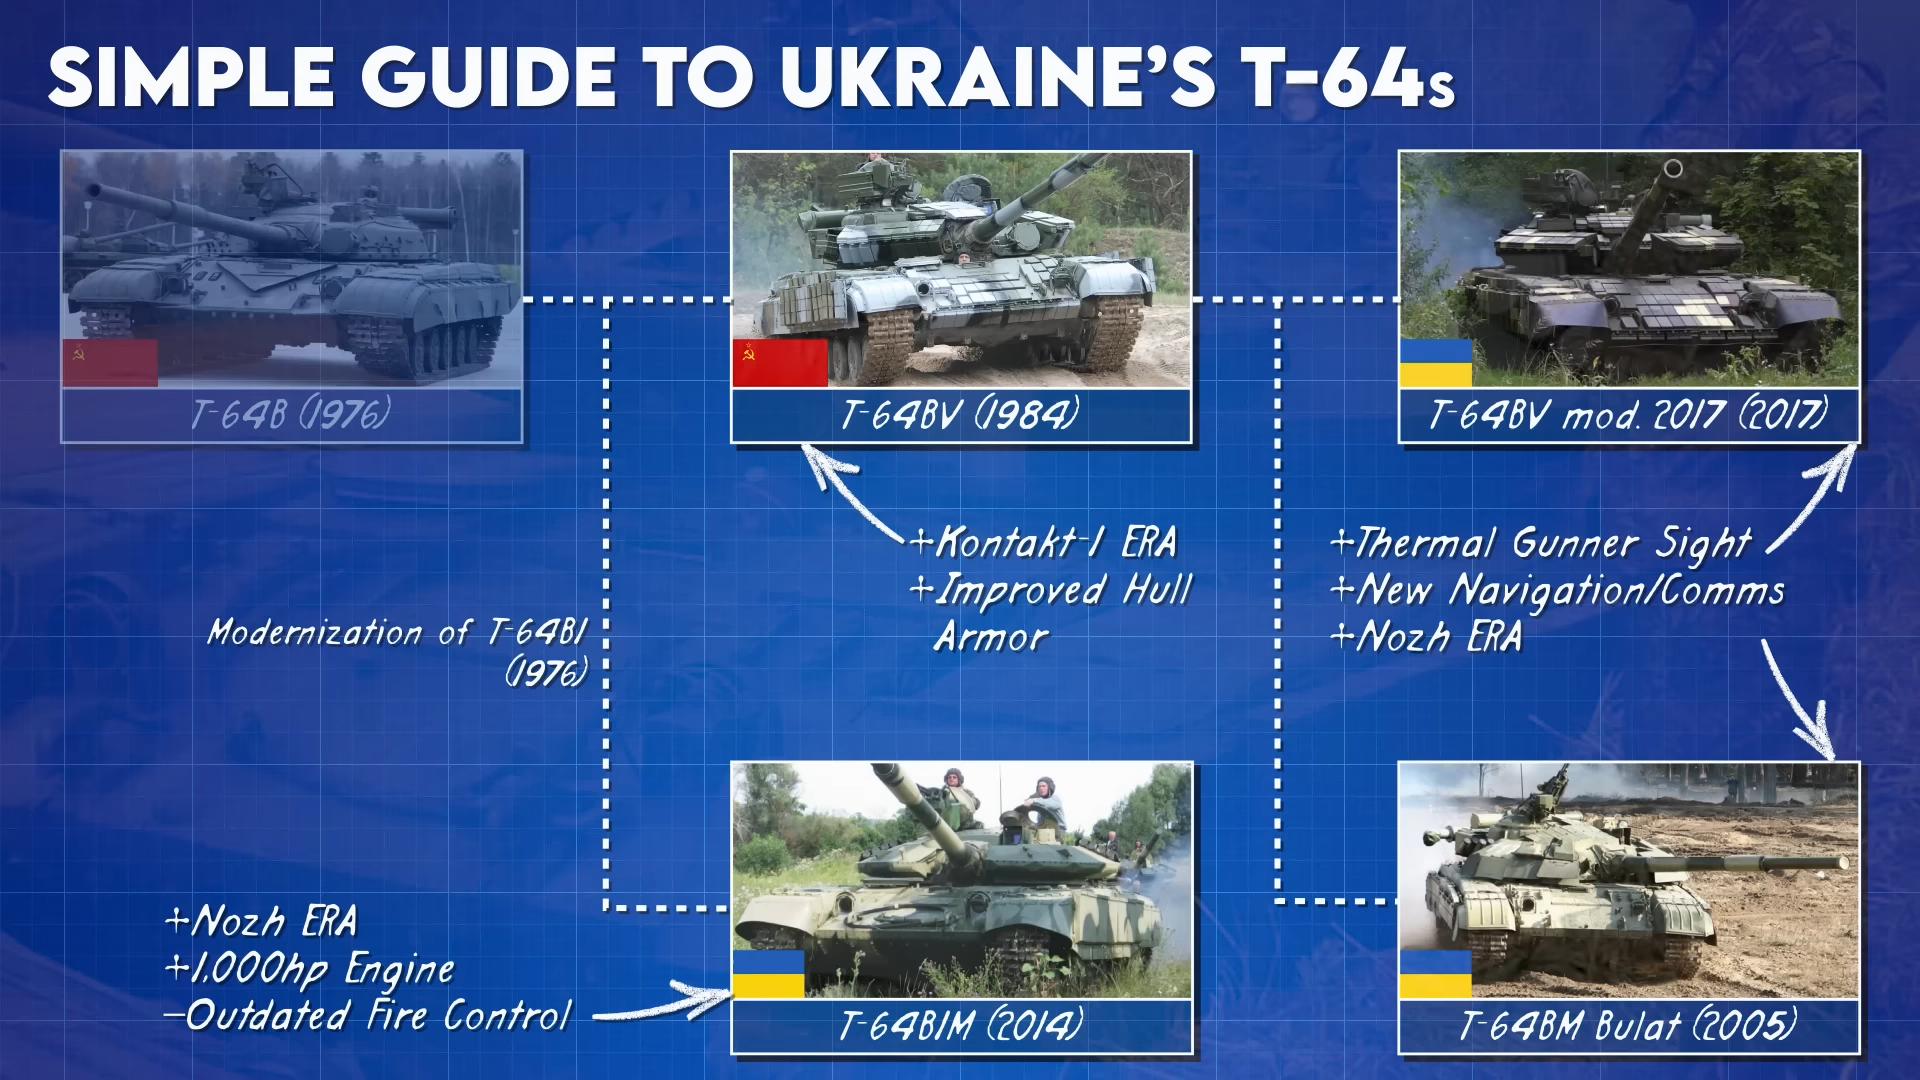 SIMPLE GUIDE TO UKRAINE'S T-64s
T-64B (1976)
T-64BV (1984)
T-64BV mod. 2017 (2017)
+Kontakt-1 ERA
+Improved Hull
Armor
+Thermal Gunner Sight
+New Navigation/Comms
+Nozh ERA
Modernization of T-64B1
(1976)
+Nozh ERA
+1,000hp Engine
-Outdated Fire Control
T-64B1M (2014)
T-64BM Bulat (2005)